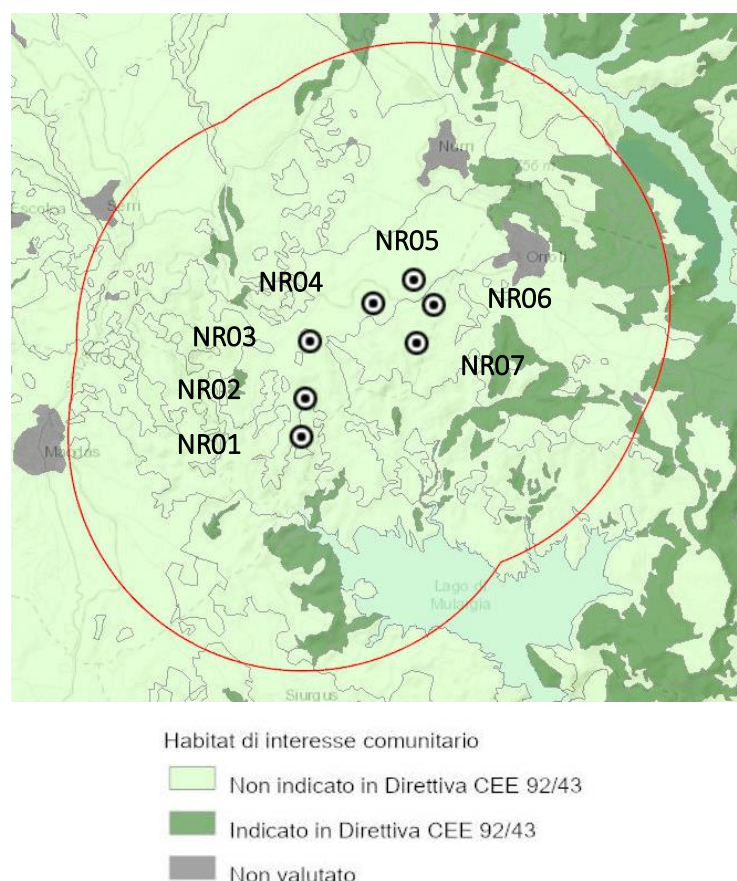 Nurri
756 m
Escolca
Serri
NR05
Orroli
NR04
NR06
NR03
NR07
NR02
Mandas
NR01
Lago di
Mulargia
Siurgus
Habitat di interesse comunitario
Non indicato in Direttiva CEE 92/43
Indicato in Direttiva CEE 92/43
Non valutato